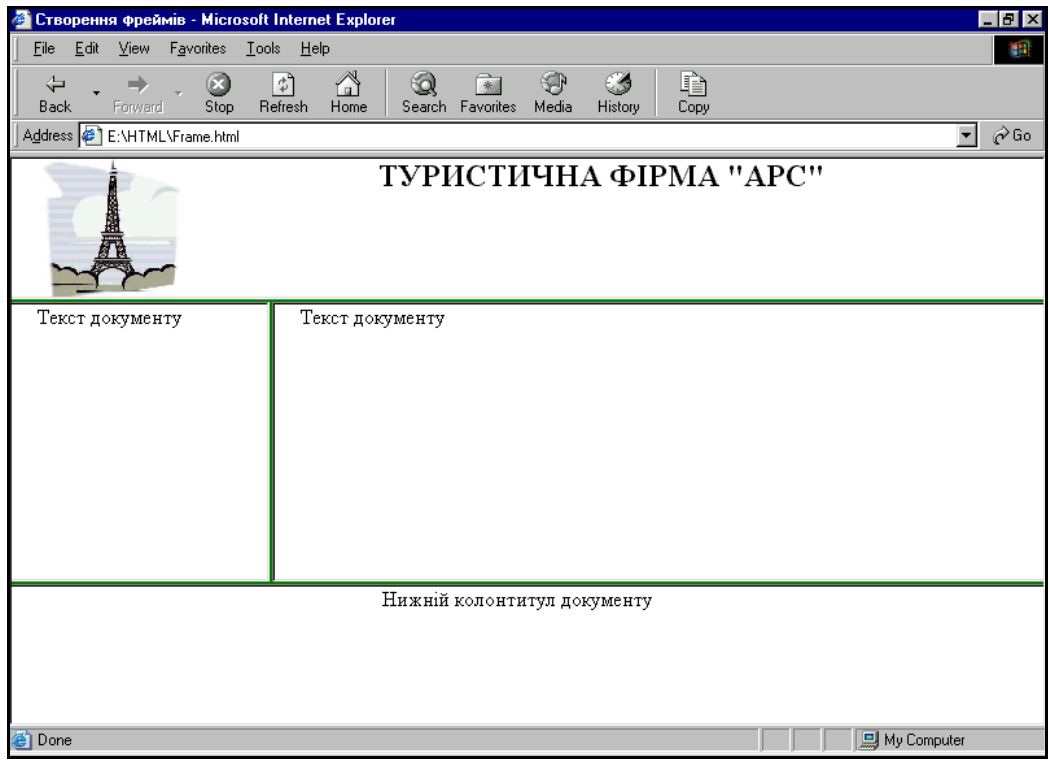 Створення фреймів - Microsoft Internet Explorer
File Edit View Favorites Tools Help
Back Forward Stop Refresh Home Search Favorites Media History Copy
Address E:\HTML\Frame.html Go
ТУРИСТИЧНА ФІРМА "АРС"
Текст документу Текст документу
Нижній колонтитул документу
Done My Computer